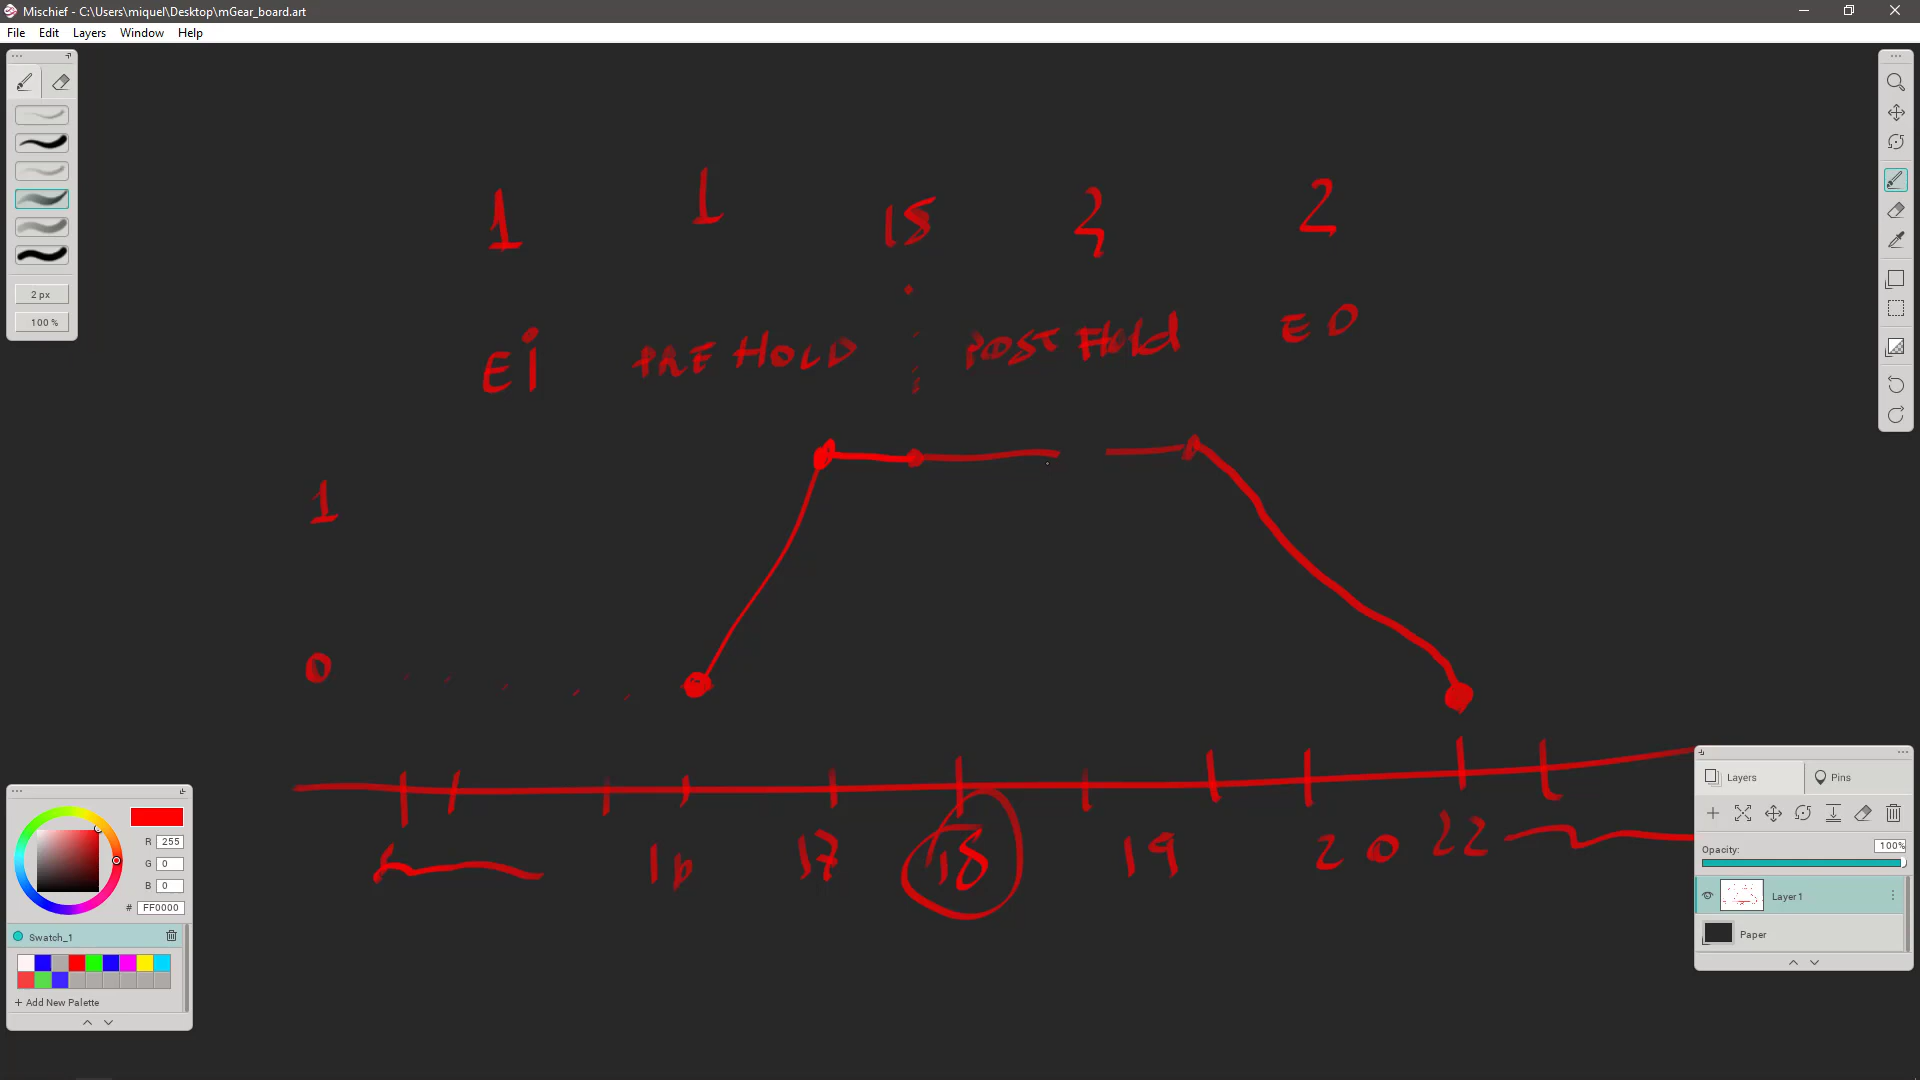 Mischief - C:\Users\miquel\Desktop\mGear_board.art
File Edit Layers Window Help
2 px
100 %
1 1 18 2 2
Ei PRE HOLD POST Hold EO
1
0
16 17 18 19 20 22
R 255
G 0
B 0
# FF0000
Swatch_1
+ Add New Palette
Layers Pins
Opacity: 100%
Layer1
Paper